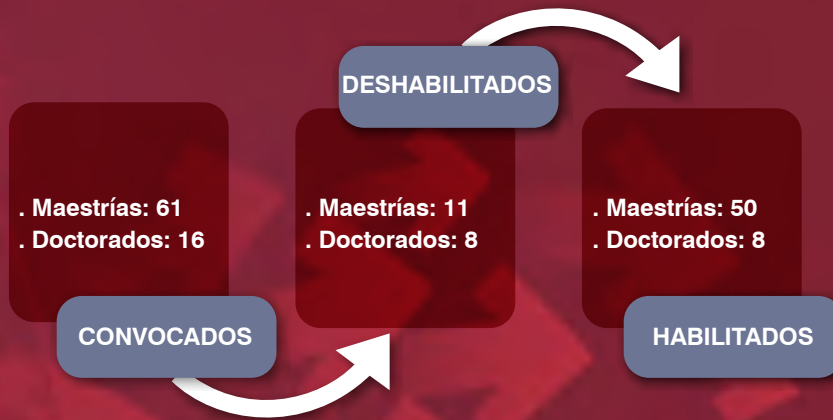 . Maestrías: 61
. Doctorados: 16
CONVOCADOS
DESHABILITADOS
. Maestrías: 11
. Doctorados: 8
. Maestrías: 50
. Doctorados: 8
HABILITADOS